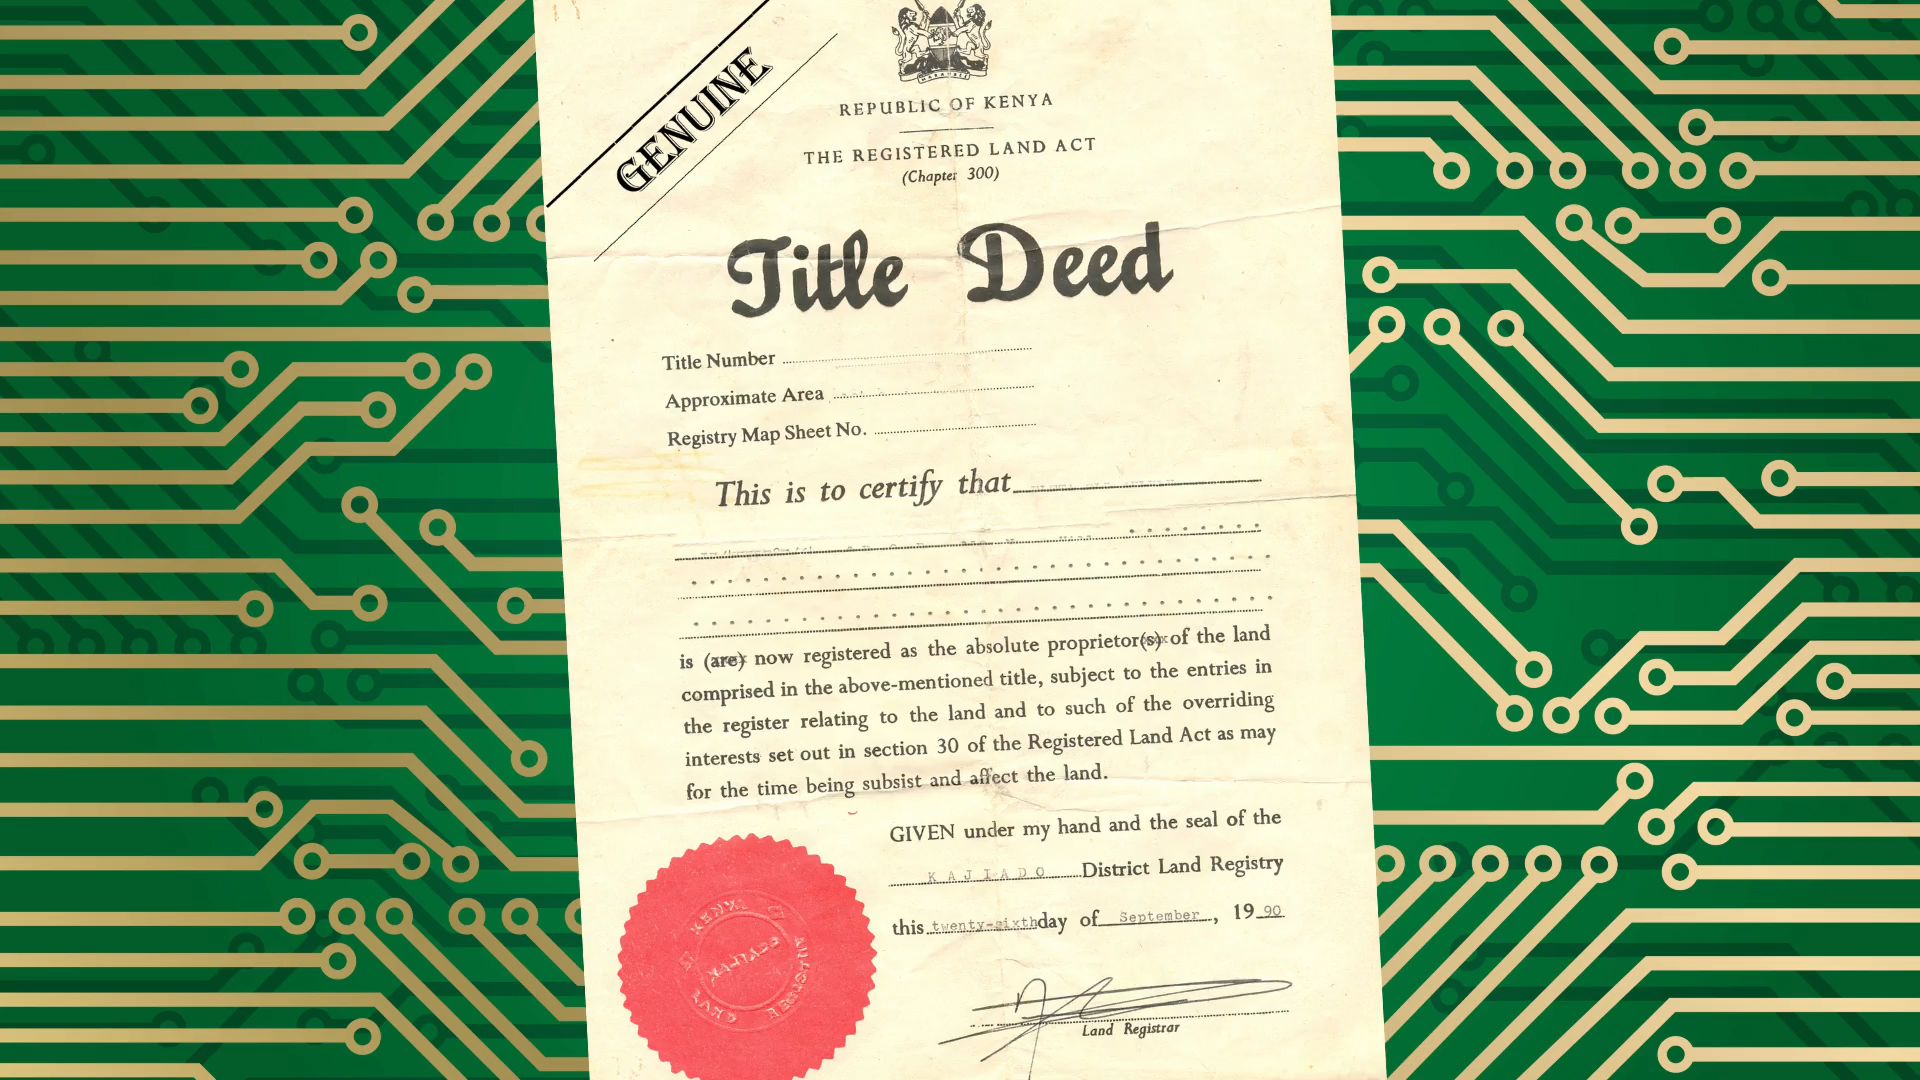 GENUINE
REPUBLIC OF KENYA
THE REGISTERED LAND ACT
(Chapter 300)
Title Deed
Title Number
Approximate Area
Registry Map Sheet No.
This is to certify that
is (are) now registered as the absolute proprietor(s) of the land
comprised in the above-mentioned title, subject to the entries in
the register relating to the land and to such of the overriding
interests set out in section 30 of the Registered Land Act as may
for the time being subsist and affect the land.
GIVEN under my hand and the seal of the
KAJIADO District Land Registry
this twenty-sixth day of September, 1990
Land Registrar